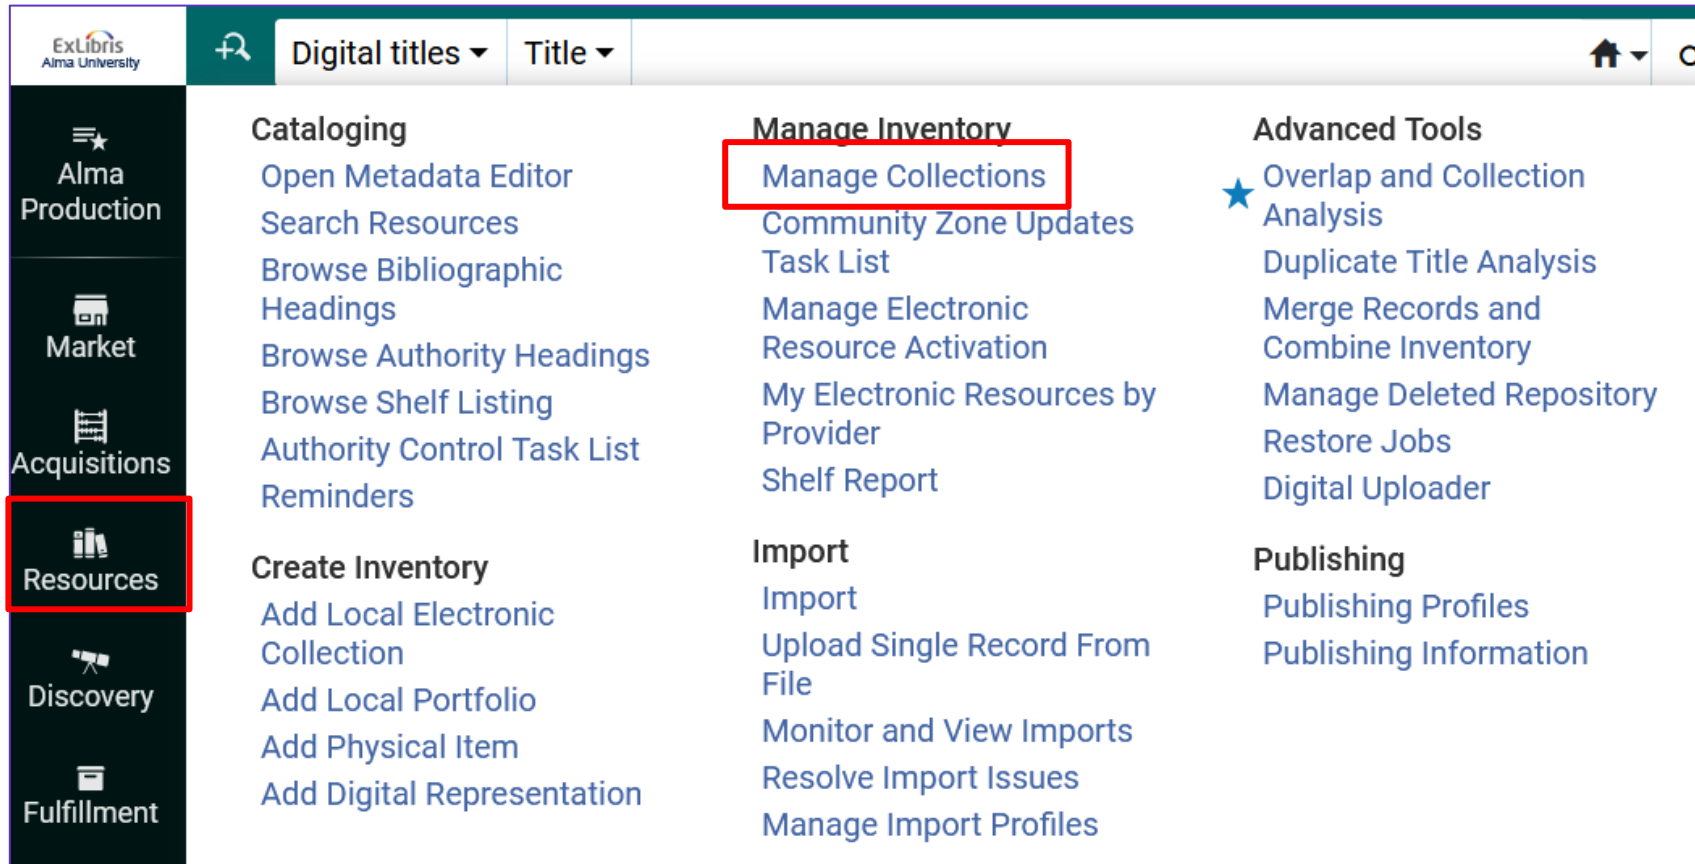 ExLibris
Alma University
Digital titles
Title
Alma
Production
Market
Acquisitions
Resources
Discovery
Fulfillment
Cataloging
Open Metadata Editor
Search Resources
Browse Bibliographic
Headings
Browse Authority Headings
Browse Shelf Listing
Authority Control Task List
Reminders
Create Inventory
Add Local Electronic
Collection
Add Local Portfolio
Add Physical Item
Add Digital Representation
Manage Inventory
Manage Collections
Community Zone Updates
Task List
Manage Electronic
Resource Activation
My Electronic Resources by
Provider
Shelf Report
Import
Import
Upload Single Record From
File
Monitor and View Imports
Resolve Import Issues
Manage Import Profiles
Advanced Tools
Overlap and Collection
Analysis
Duplicate Title Analysis
Merge Records and
Combine Inventory
Manage Deleted Repository
Restore Jobs
Digital Uploader
Publishing
Publishing Profiles
Publishing Information